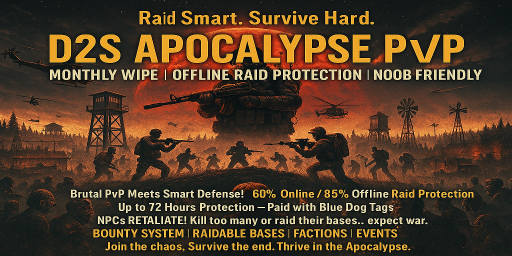 Raid Smart. Survive Hard.
D2S APOCALYPSE PVP
MONTHLY WIPE | OFFLINE RAID PROTECTION | NOOB FRIENDLY
Brutal PvP Meets Smart Defense! 60% Online / 85% Offline Raid Protection
Up to 72 Hours Protection – Paid with Blue Dog Tags
NPCs RETALIATE! Kill too many or raid their bases.. expect war.
BOUNTY SYSTEM | RAIDABLE BASES | FACTIONS | EVENTS
Join the chaos. Survive the end. Thrive in the Apocalypse.